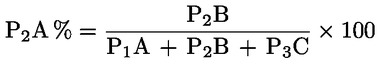 P₂A % = P₂B / (P₁A + P₂B + P₃C) × 100